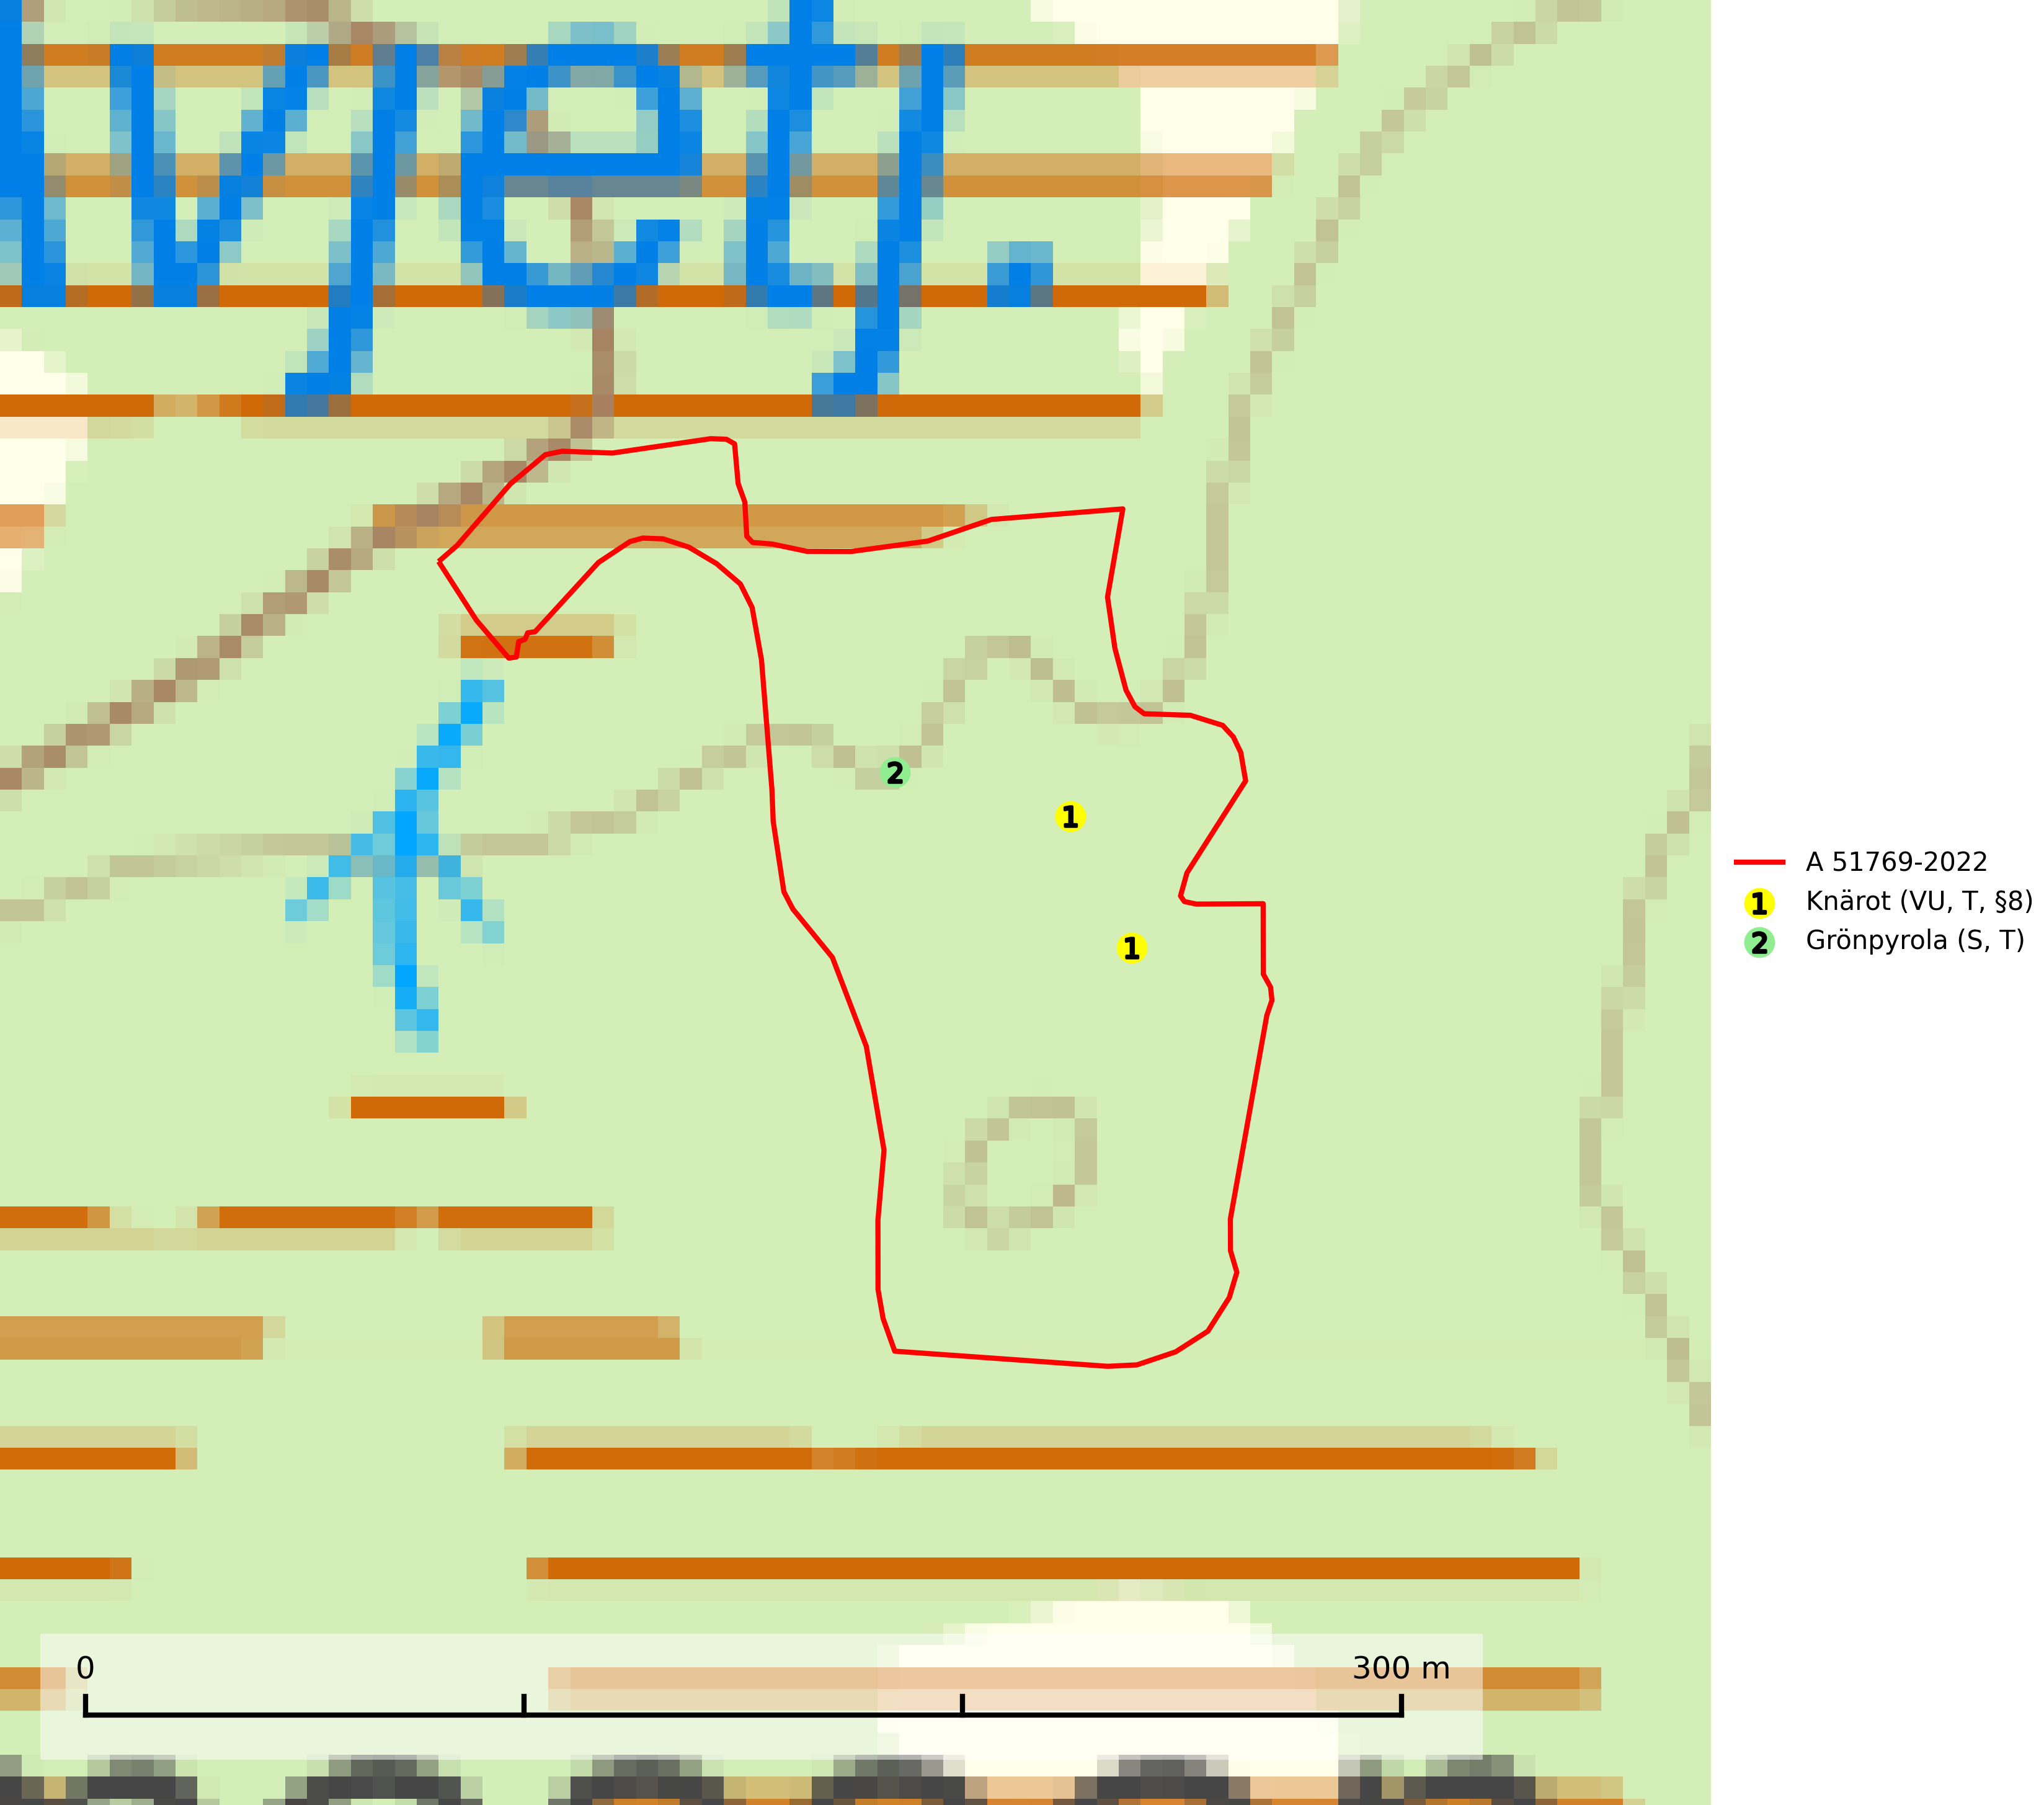 A 51769-2022
1 Knärot (VU, T, §8)
2 Grönpyrola (S, T)
2
1
1
0 300 m